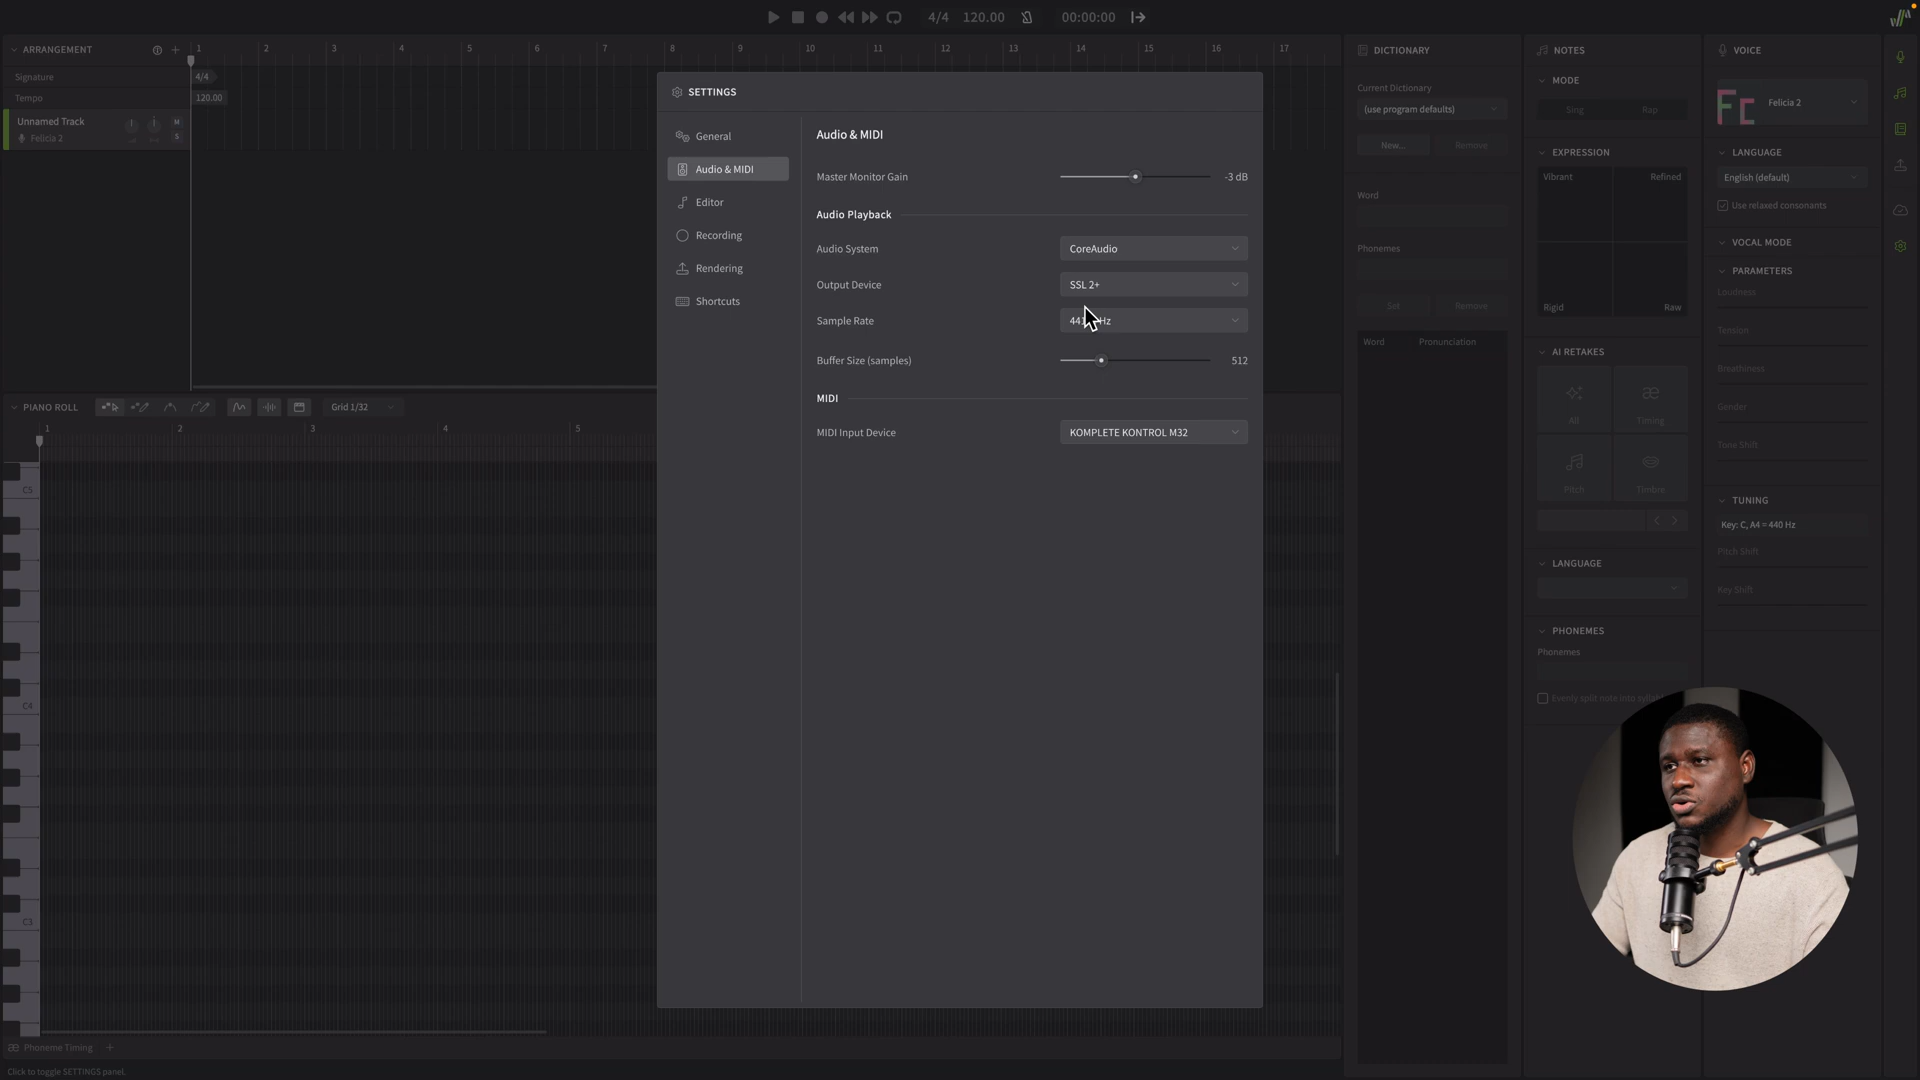 4/4 120.00 00:00:00
ARRANGEMENT
1 2 3 4 5 6 7 8 9 10 11 12 13 14 15 16 17
Signature 4/4
Tempo 120.00
Unnamed Track M
Felicia 2 S
PIANO ROLL Grid 1/32
1 2 3 4 5
C5
C4
C3
Phoneme Timing
Click to toggle SETTINGS panel.
SETTINGS
General
Audio & MIDI
Editor
Recording
Rendering
Shortcuts
Audio & MIDI
Master Monitor Gain -3 dB
Audio Playback
Audio System CoreAudio
Output Device SSL 2+
Sample Rate 441 Hz
Buffer Size (samples) 512
MIDI
MIDI Input Device KOMPLETE KONTROL M32
DICTIONARY
Current Dictionary
(use program defaults)
New... Remove
Word
Phonemes
Set Remove
Word Pronunciation
NOTES
MODE
Sing Rap
EXPRESSION
Vibrant Refined
Rigid Raw
AI RETAKES
All Timing
Pitch Timbre
LANGUAGE
PHONEMES
Phonemes
Evenly split note into
VOICE
Fc Felicia 2
LANGUAGE
English (default)
Use relaxed consonants
VOCAL MODE
PARAMETERS
Loudness
Tension
Breathiness
Gender
Tone Shift
TUNING
Key: C, A4 = 440 Hz
Pitch Shift
Key Shift